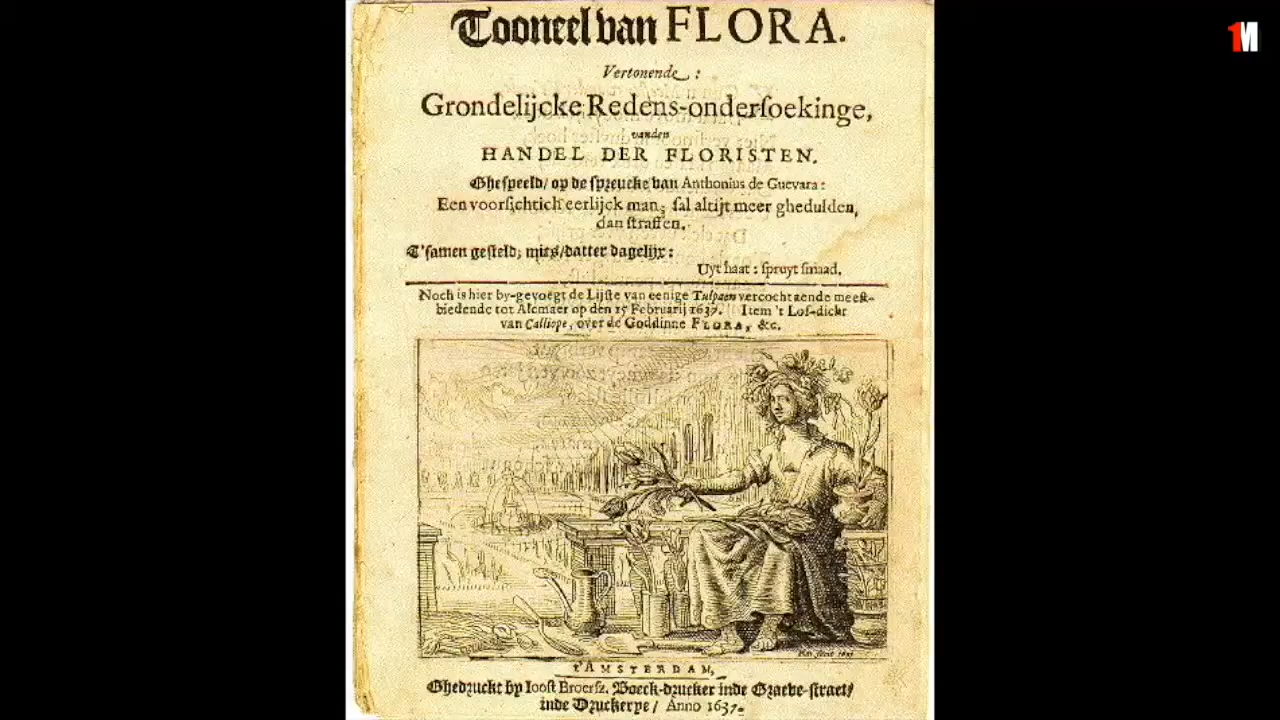 Tooneel van FLORA.
Vertonende :
Grondelijcke Redens-ondersoekinge,
vanden
HANDEL DER FLORISTEN.
Ghespeeld/ op de spreucke van Anthonius de Guevara :
Een voorsichtich eerlijck man, sal altijt meer ghedulden,
dan straffen.
T'samen gesteld, mits/datter dagelijx :
Uyt haat : spruyt smaad.
Noch is hier by-gevoegt de Lijste van eenige Tulpaen vercocht aende meest-
biedende tot Alcmaer op den 15 Februarij 1637. Item 't Lof-dicht
van Calliope, over de Goddinne FLORA, &c.
t'AMSTERDAM,
Ghedruckt by Joost Broersz. Boeck-drucker inde Graeve-straet/
inde Druckerye / Anno 1637.
1M